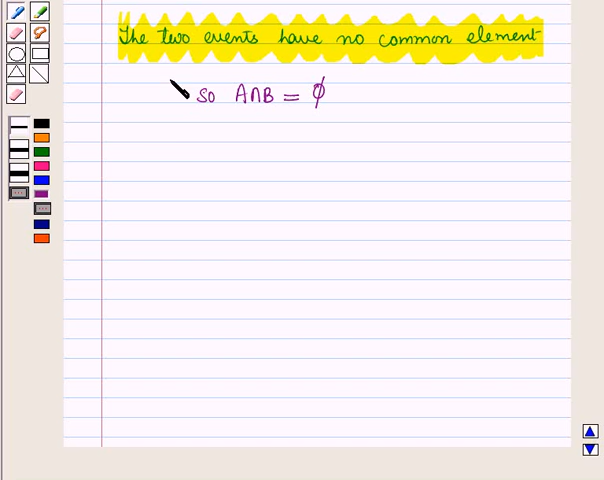 The two events have no common element
so A∩B = ϕ